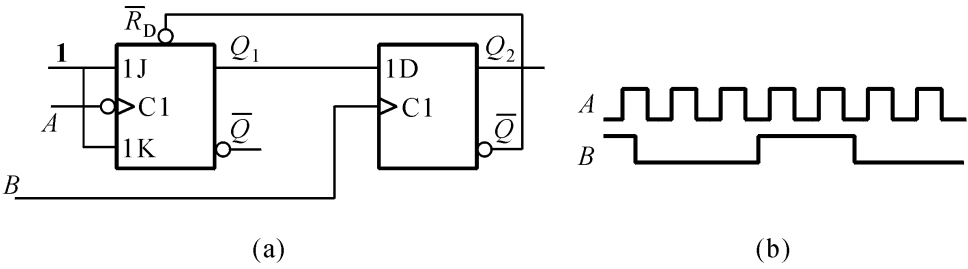 R̅D
1 Q1 Q2
1J 1D
A C1 C1
Q̅ Q̅
1K
B
A
B
(a) (b)